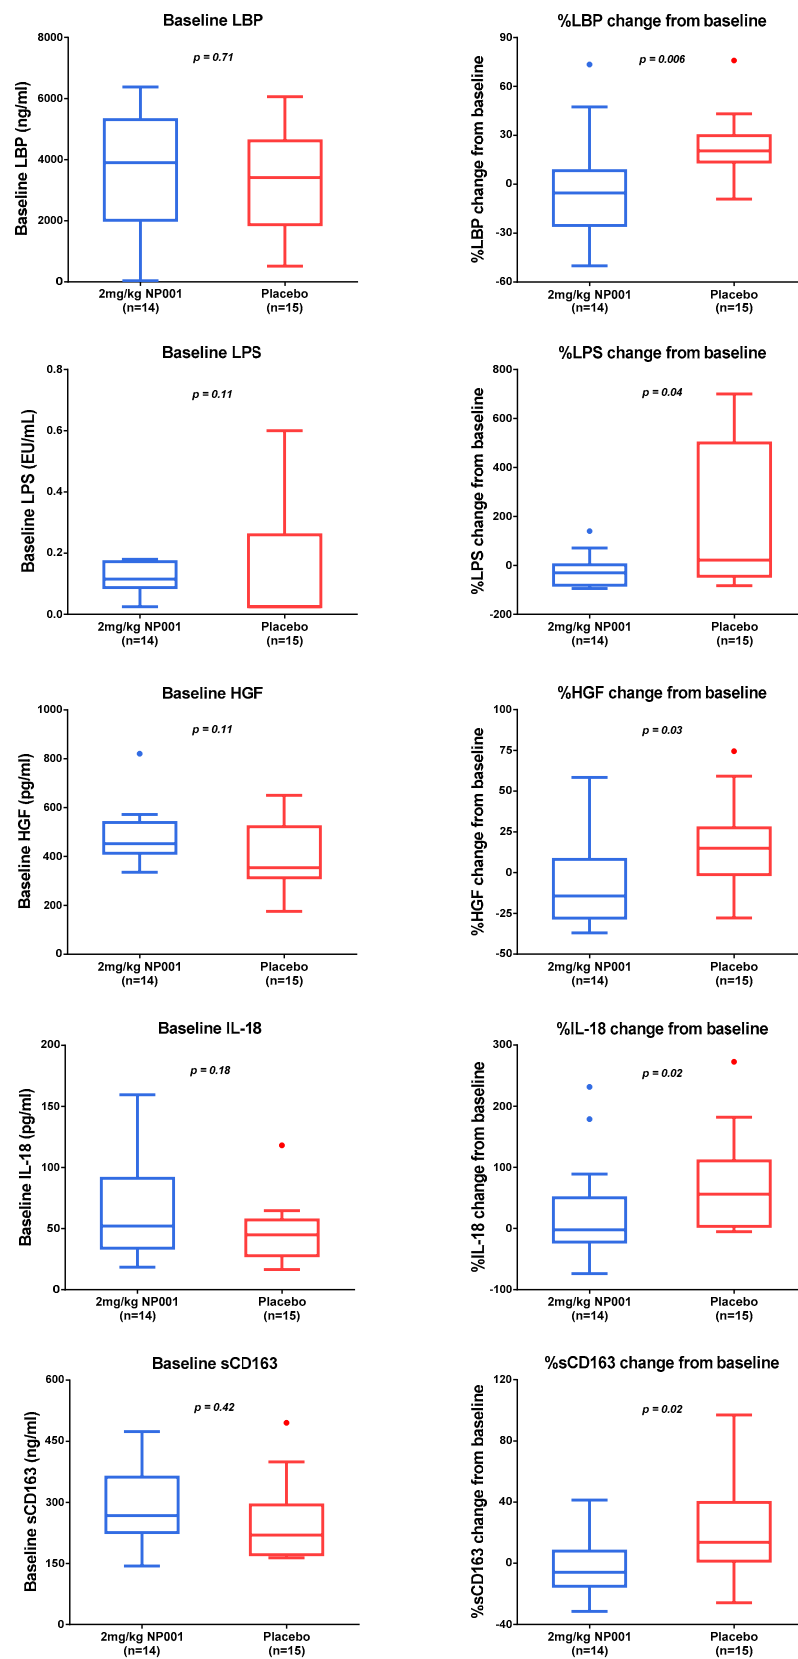 Baseline LBP
p = 0.71
Baseline LBP (ng/ml)
8000
6000
4000
2000
0
2mg/kg NP001
(n=14)
Placebo
(n=15)
%LBP change from baseline
p = 0.006
%LBP change from baseline
90
60
30
0
-30
-60
2mg/kg NP001
(n=14)
Placebo
(n=15)
Baseline LPS
p = 0.11
Baseline LPS (EU/mL)
0.8
0.6
0.4
0.2
0.0
2mg/kg NP001
(n=14)
Placebo
(n=15)
%LPS change from baseline
p = 0.04
%LPS change from baseline
800
600
400
200
0
-200
2mg/kg NP001
(n=14)
Placebo
(n=15)
Baseline HGF
p = 0.11
Baseline HGF (pg/ml)
1000
800
600
400
200
0
2mg/kg NP001
(n=14)
Placebo
(n=15)
%HGF change from baseline
p = 0.03
%HGF change from baseline
100
75
50
25
0
-25
-50
2mg/kg NP001
(n=14)
Placebo
(n=15)
Baseline IL-18
p = 0.18
Baseline IL-18 (pg/ml)
200
150
100
50
0
2mg/kg NP001
(n=14)
Placebo
(n=15)
%IL-18 change from baseline
p = 0.02
%IL-18 change from baseline
300
200
100
0
-100
2mg/kg NP001
(n=14)
Placebo
(n=15)
Baseline sCD163
p = 0.42
Baseline sCD163 (ng/ml)
600
450
300
150
0
2mg/kg NP001
(n=14)
Placebo
(n=15)
%sCD163 change from baseline
p = 0.02
%sCD163 change from baseline
120
80
40
0
-40
2mg/kg NP001
(n=14)
Placebo
(n=15)